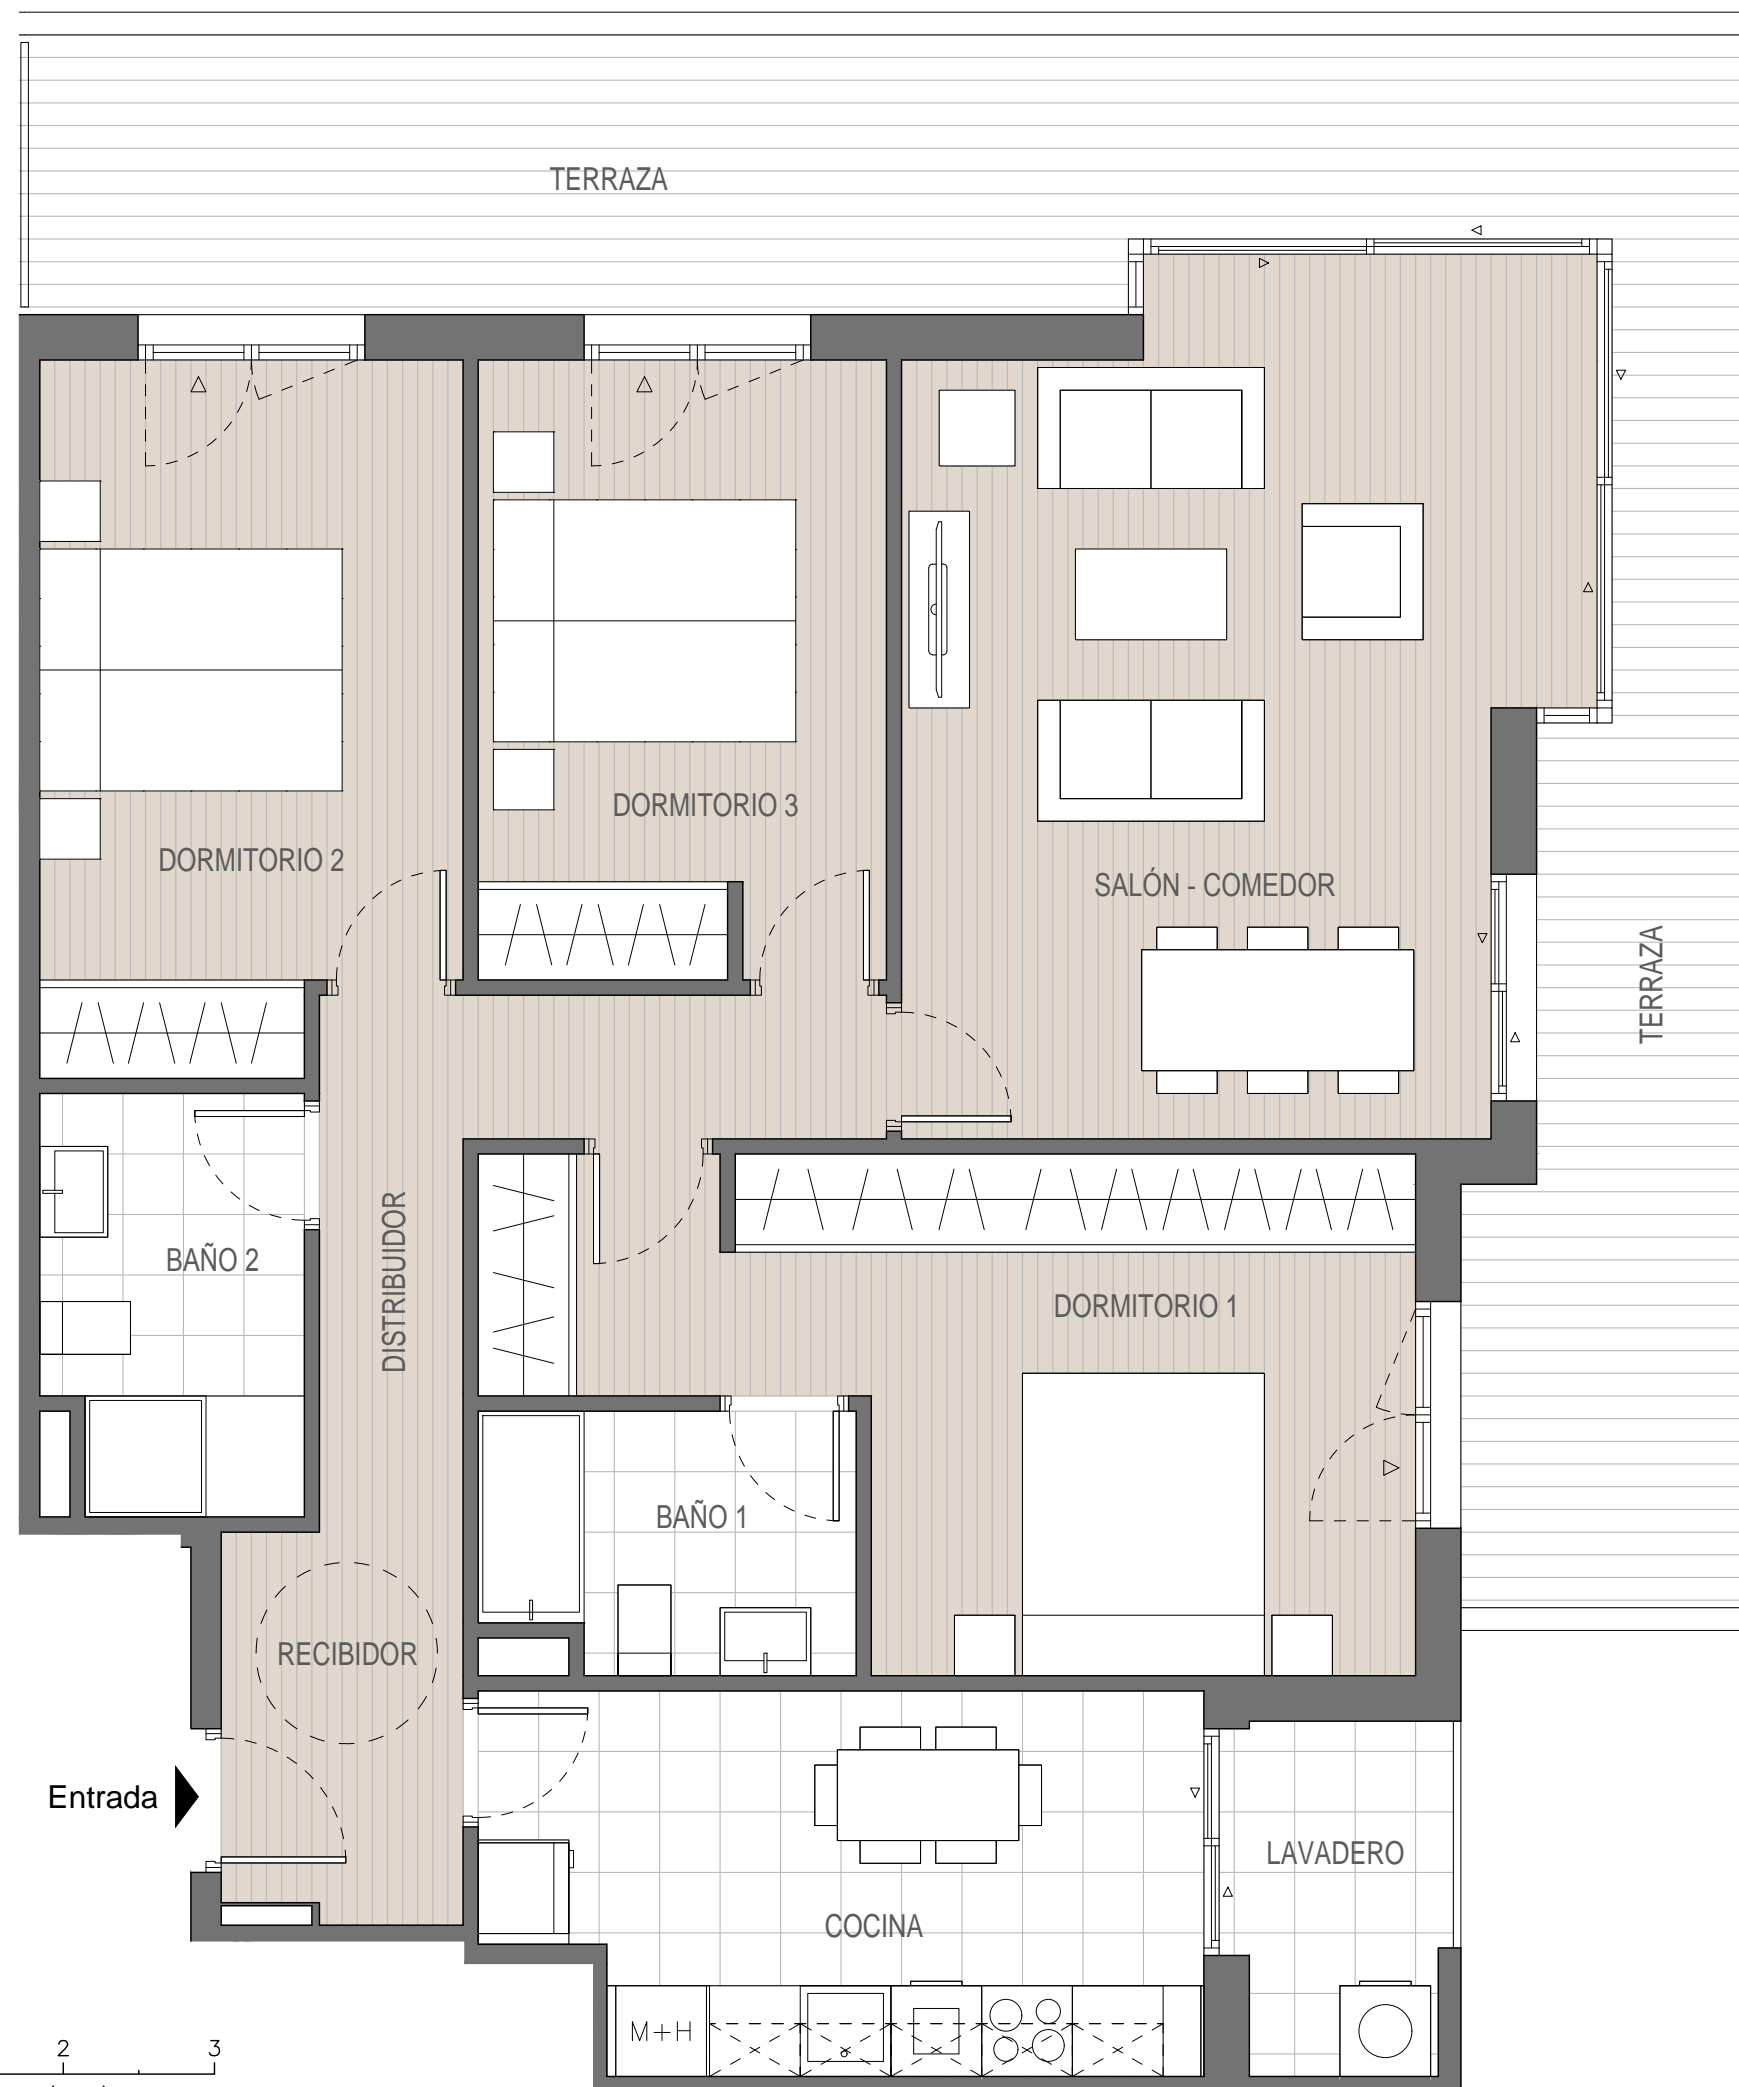 TERRAZA
DORMITORIO 3
DORMITORIO 2
SALÓN - COMEDOR
TERRAZA
DISTRIBUIDOR
BAÑO 2
DORMITORIO 1
BAÑO 1
RECIBIDOR
Entrada
LAVADERO
COCINA
M+H
2 3